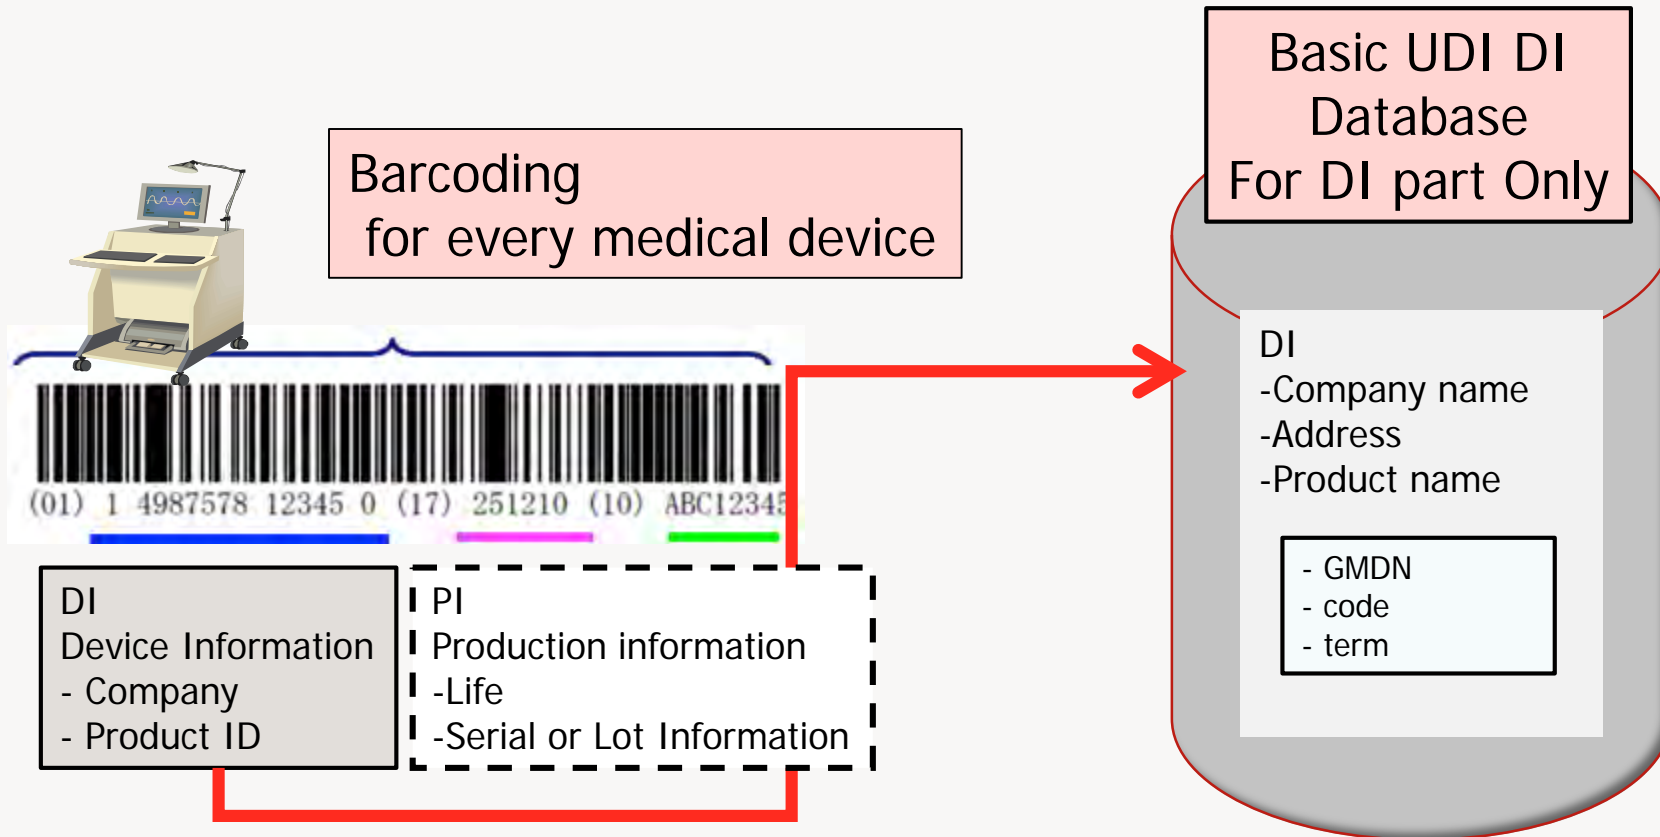 Basic UDI DI
Database
For DI part Only
Barcoding
for every medical device
(01) 1 4987578 12345 0 (17) 251210 (10) ABC12345
DI
Device Information
- Company
- Product ID
PI
Production information
-Life
-Serial or Lot Information
DI
-Company name
-Address
-Product name
- GMDN
- code
- term